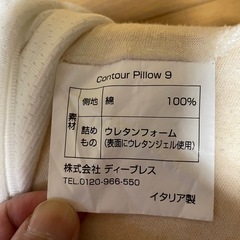 Contour Pillow 9
素材
側地 綿 100%
詰めもの ウレタンフォーム
(表面にウレタンジェル使用)
株式会社 ディーブレス
TEL.0120-966-550
イタリア製